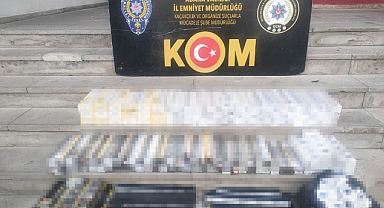 İL EMNİYET MÜDÜRLÜĞÜ
KAÇAKÇILIK VE ORGANİZE SUÇLARLA
MÜCADELE ŞUBE MÜDÜRLÜĞÜ
KOM